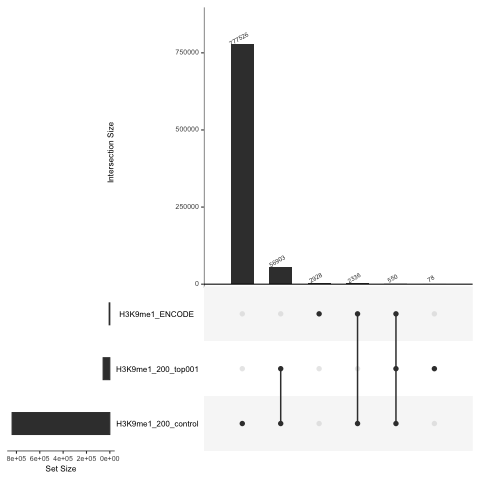 777526
750000
500000
Intersection Size
250000
56903
2928
2336
550
78
0
H3K9me1_ENCODE
H3K9me1_200_top001
H3K9me1_200_control
8e+05 6e+05 4e+05 2e+05 0e+00
Set Size